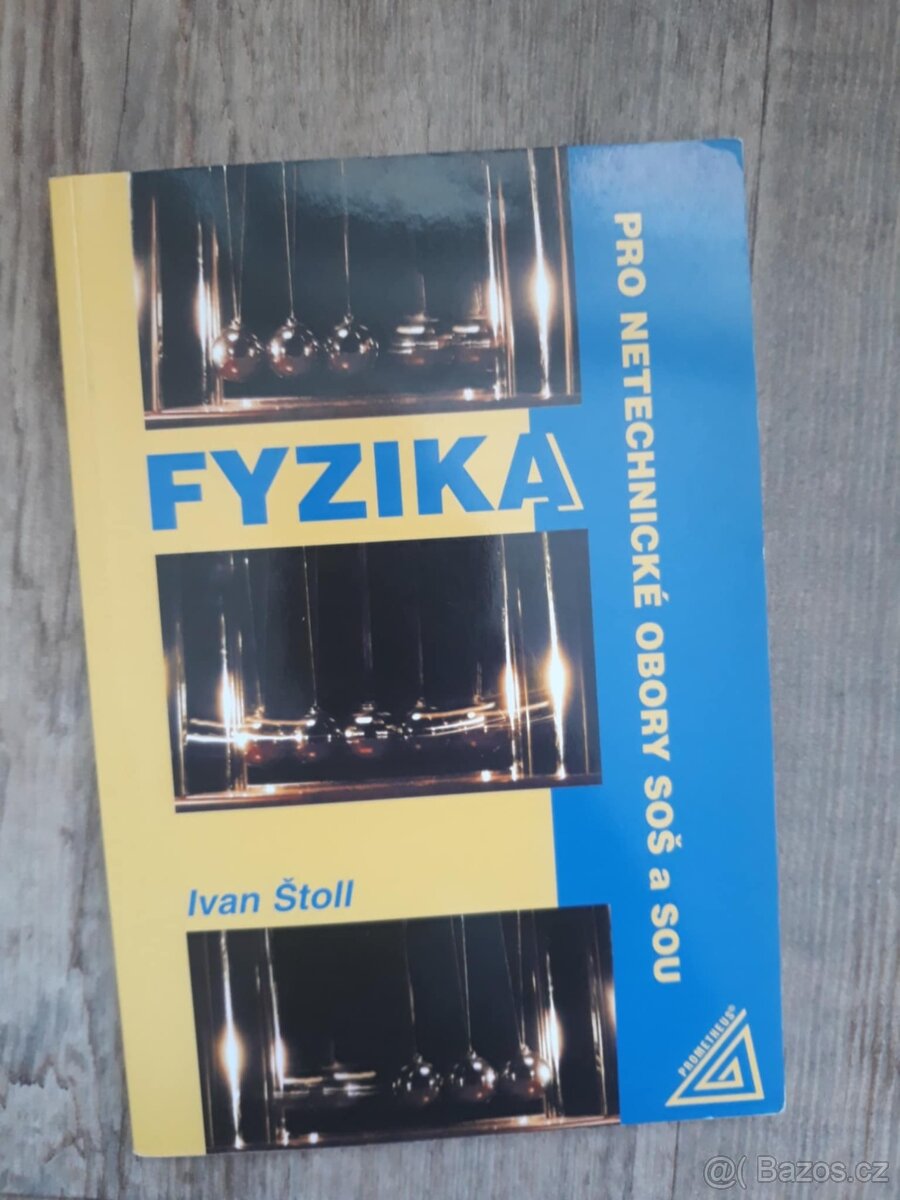 FYZIKA
PRO NETECHNICKÉ OBORY SOŠ a SOU
Ivan Štoll
PROMETHEUS®
@( Bazos.cz